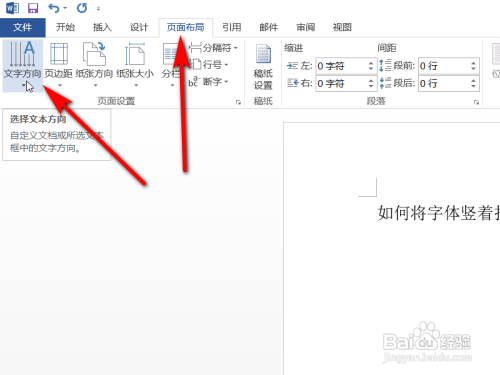 文件 开始 插入 设计 页面布局 引用 邮件 审阅 视图
文字方向 页边距 纸张方向 纸张大小 分栏
分隔符
行号
断字
页面设置
稿纸
设置
稿纸
缩进 间距
左: 0 字符 段前: 0 行
右: 0 字符 段后: 0 行
段落
位
选择文本方向
自定义文档或所选文本
框中的文字方向。
如何将字体竖着
Bai 经验
jingyan.baidu.com